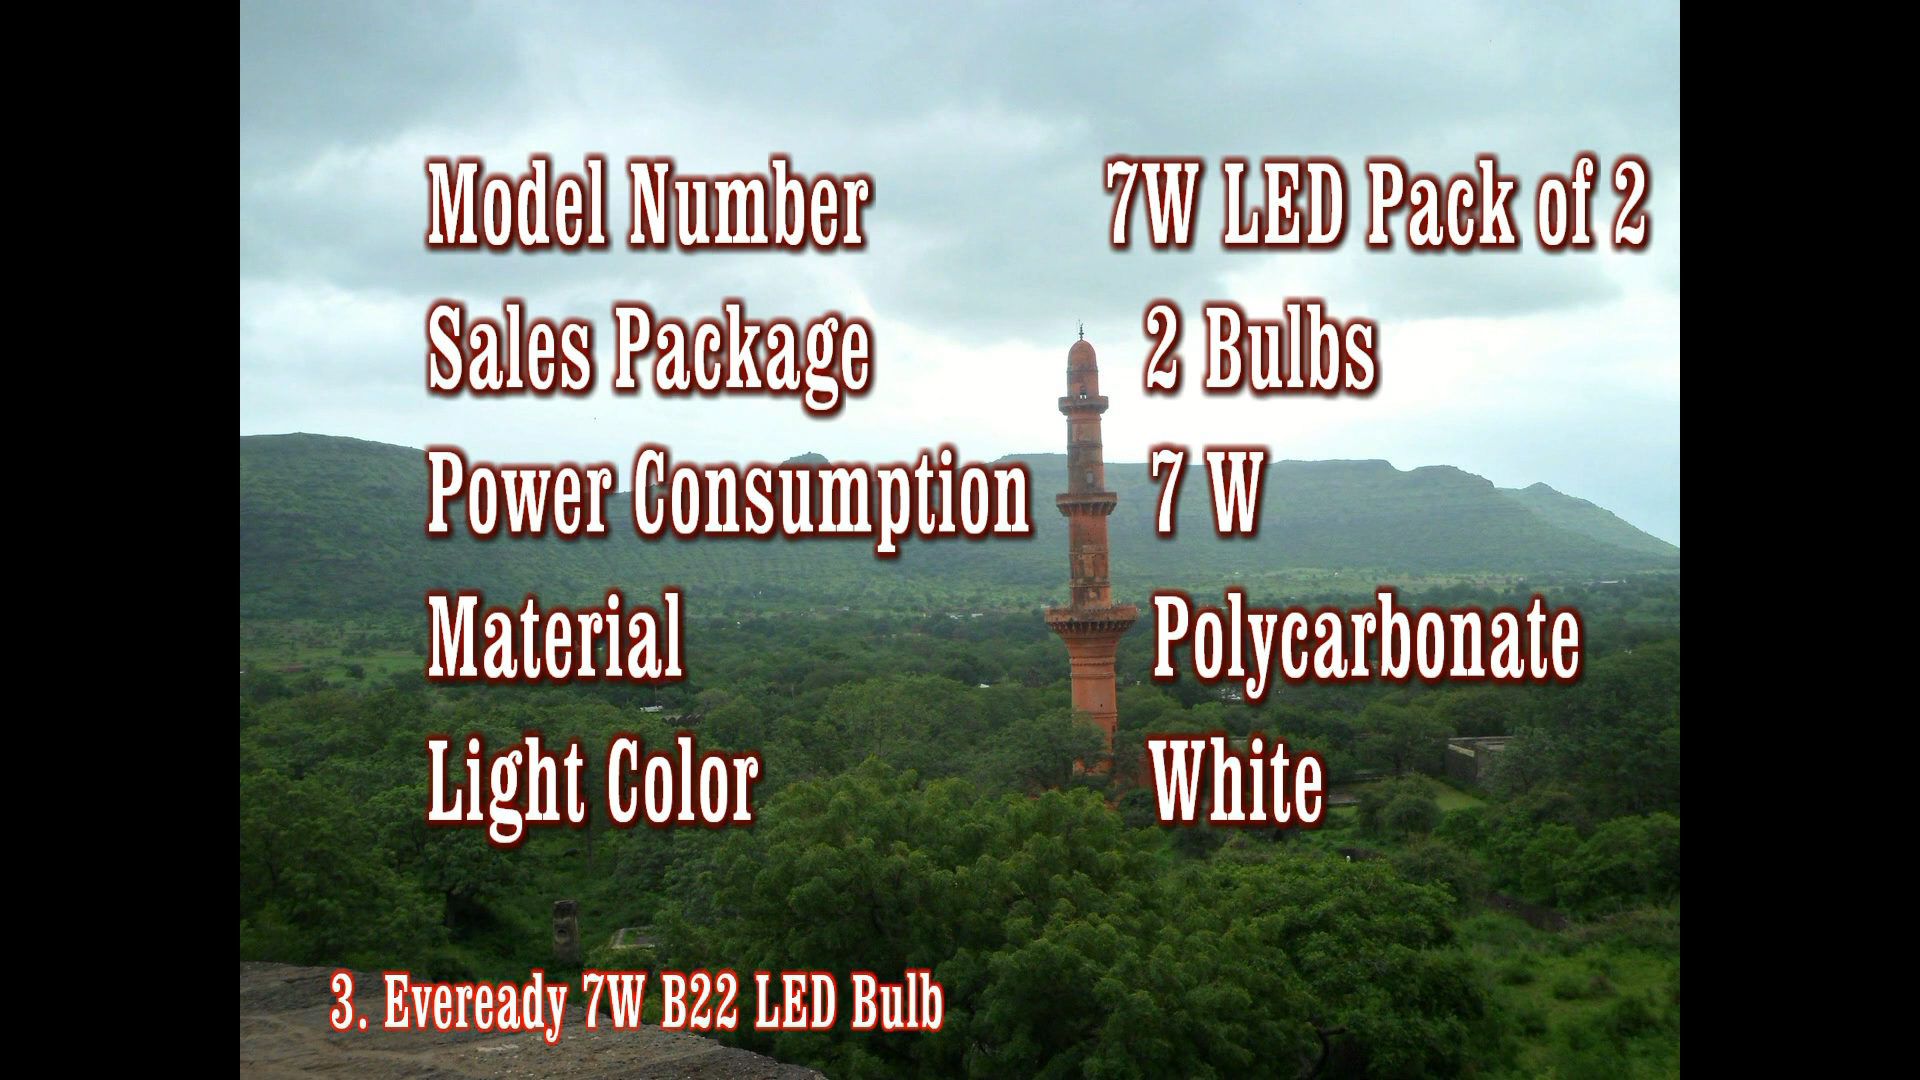 Model Number 7W LED Pack of 2
Sales Package 2 Bulbs
Power Consumption 7 W
Material Polycarbonate
Light Color White
3. Eveready 7W B22 LED Bulb